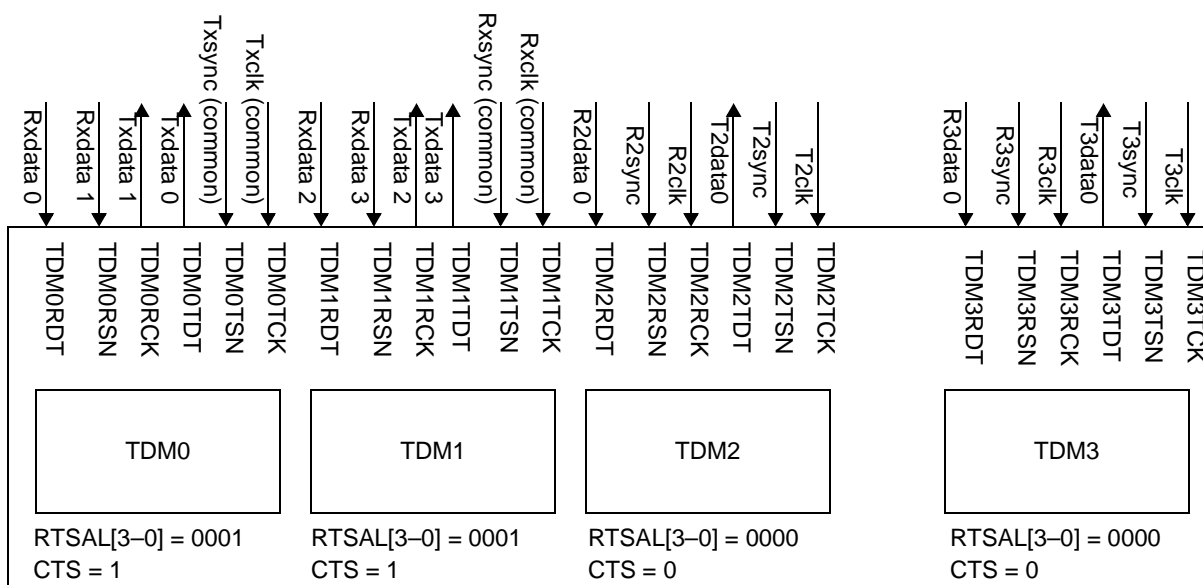 Rxdata 0
Rxdata 1
Txdata 1
Txdata 0
Txsync (common)
Txclk (common)
Rxdata 2
Rxdata 3
Txdata 2
Txdata 3
Rxsync (common)
Rxclk (common)
R2data 0
R2sync
R2clk
T2data0
T2sync
T2clk
R3data 0
R3sync
R3clk
T3data0
T3sync
T3clk
TDM0RDT
TDM0RSN
TDM0RCK
TDM0TDT
TDM0TSN
TDM0TCK
TDM1RDT
TDM1RSN
TDM1RCK
TDM1TDT
TDM1TSN
TDM1TCK
TDM2RDT
TDM2RSN
TDM2RCK
TDM2TDT
TDM2TSN
TDM2TCK
TDM3RDT
TDM3RSN
TDM3RCK
TDM3TDT
TDM3TSN
TDM3TCK
TDM0
TDM1
TDM2
TDM3
RTSAL[3–0] = 0001
CTS = 1
RTSAL[3–0] = 0001
CTS = 1
RTSAL[3–0] = 0000
CTS = 0
RTSAL[3–0] = 0000
CTS = 0